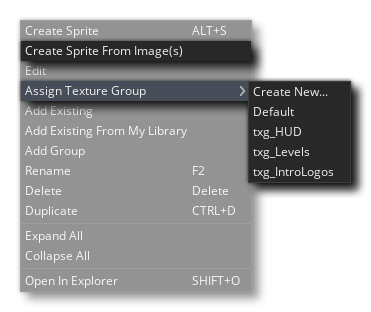 Create Sprite ALT+S
Create Sprite From Image(s)
Edit
Assign Texture Group
Create New...
Default
txg_HUD
txg_Levels
txg_IntroLogos
Add Existing
Add Existing From My Library
Add Group
Rename F2
Delete Delete
Duplicate CTRL+D
Expand All
Collapse All
Open In Explorer SHIFT+O